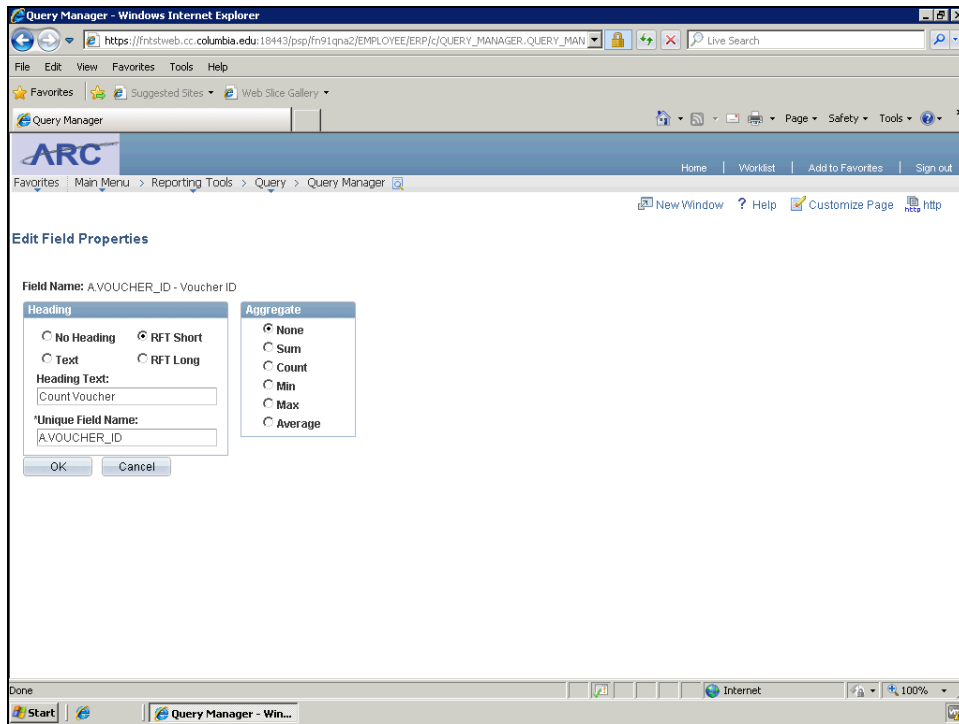 Query Manager - Windows Internet Explorer
https://fntstweb.cc.columbia.edu:18443/psp/fn91qna2/EMPLOYEE/ERP/c/QUERY_MANAGER.QUERY_MAN
Live Search
File Edit View Favorites Tools Help
Favorites Suggested Sites Web Slice Gallery
Query Manager Page Safety Tools
ARC
Home | Worklist | Add to Favorites | Sign out
Favorites Main Menu > Reporting Tools > Query > Query Manager
New Window ? Help Customize Page http
Edit Field Properties
Field Name: A.VOUCHER_ID - Voucher ID
Heading
No Heading RFT Short
Text RFT Long
Heading Text:
Count Voucher
*Unique Field Name:
A.VOUCHER_ID
OK Cancel
Aggregate
None
Sum
Count
Min
Max
Average
Done Internet 100%
Start Query Manager - Win...